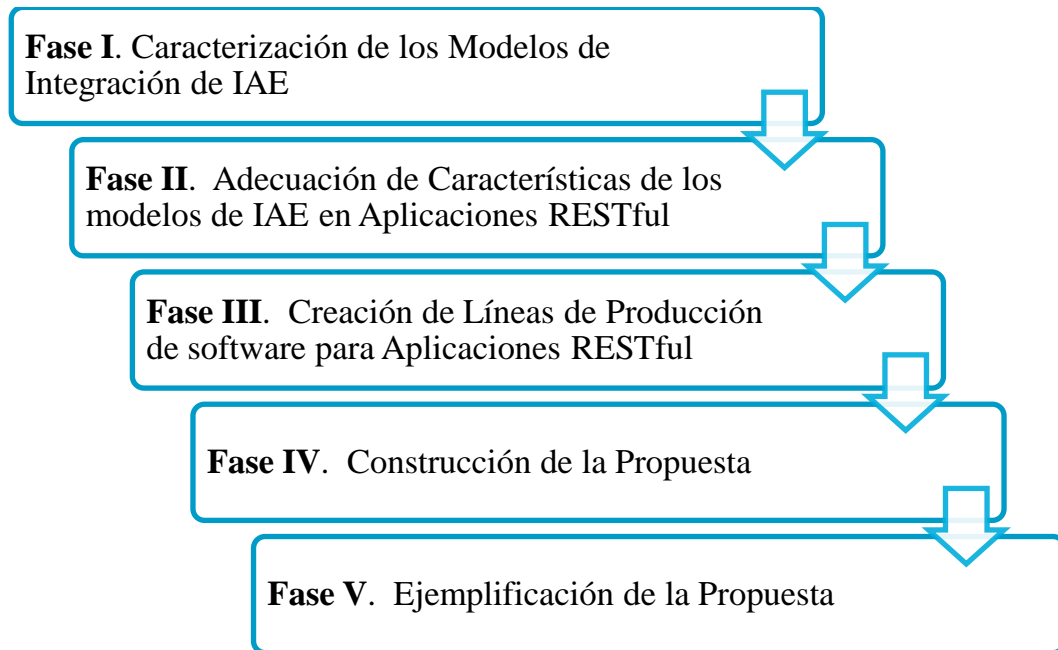 Fase I. Caracterización de los Modelos de
Integración de IAE
Fase II. Adecuación de Características de los
modelos de IAE en Aplicaciones RESTful
Fase III. Creación de Líneas de Producción
de software para Aplicaciones RESTful
Fase IV. Construcción de la Propuesta
Fase V. Ejemplificación de la Propuesta